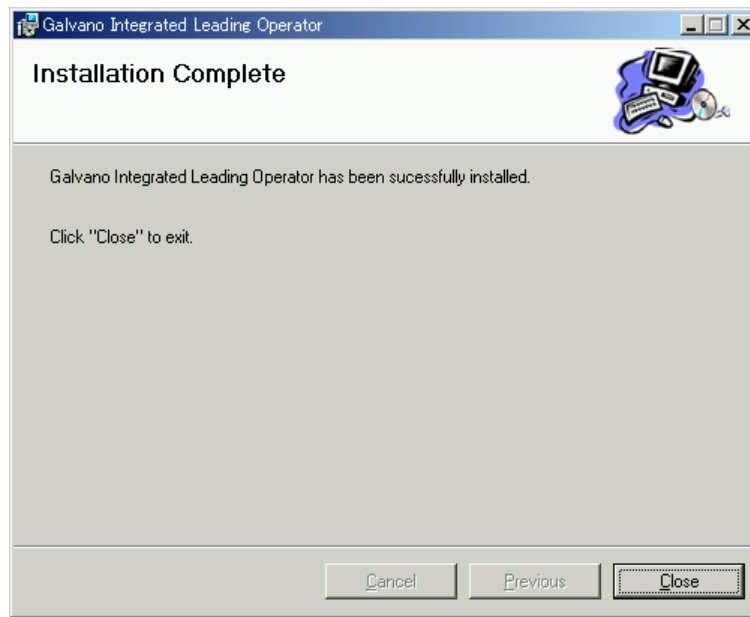 Galvano Integrated Leading Operator
Installation Complete
Galvano Integrated Leading Operator has been sucessfully installed.
Click "Close" to exit.
Cancel
Previous
Close